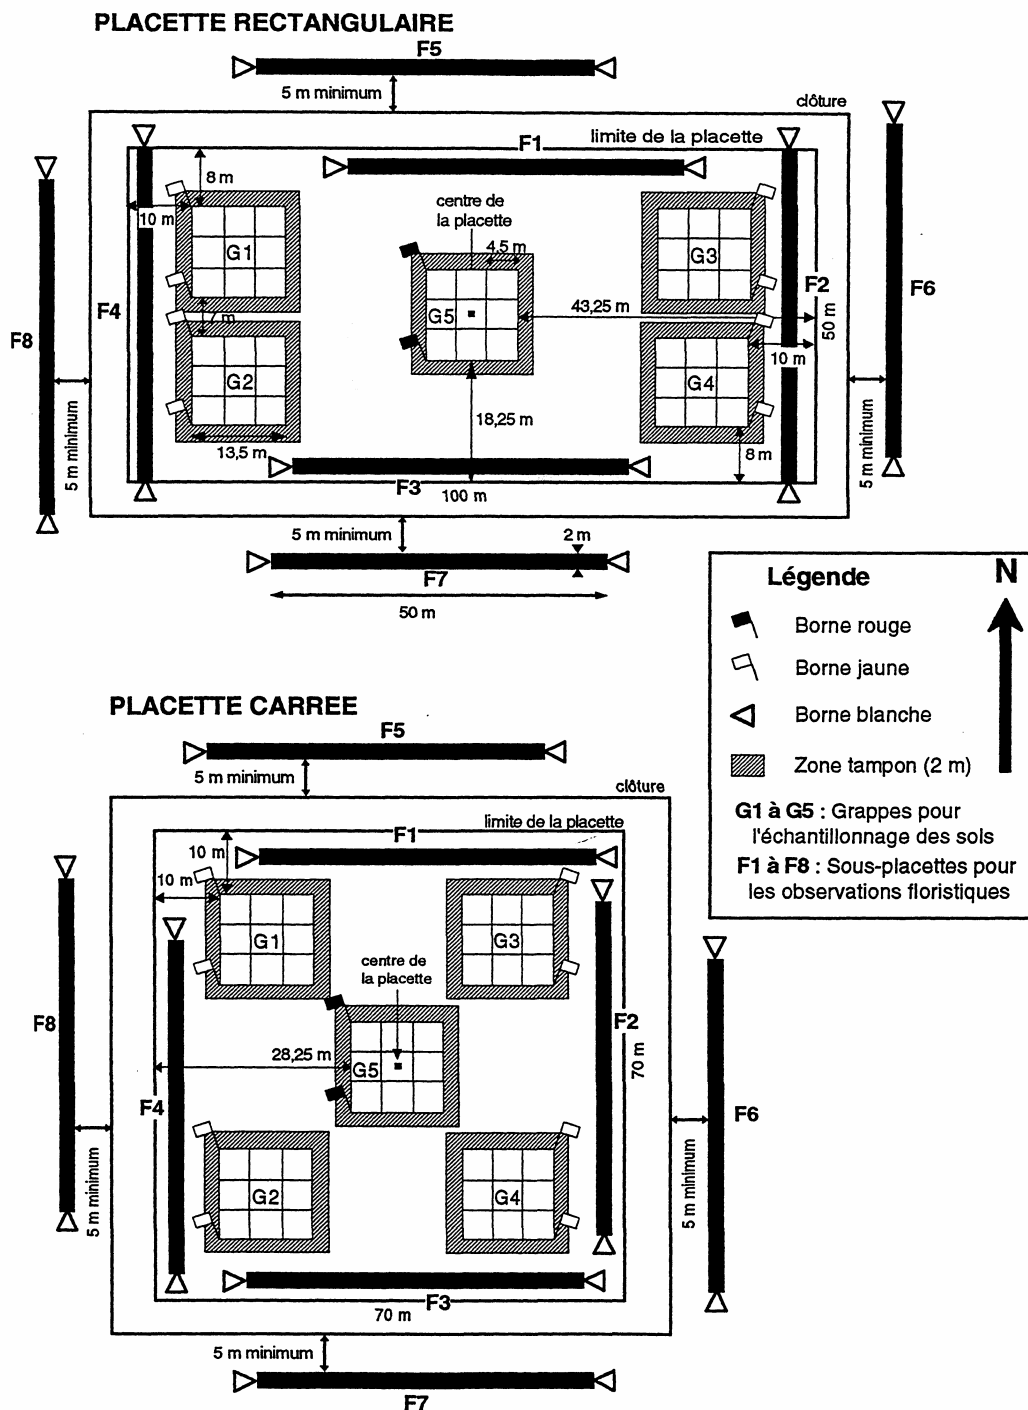 PLACETTE RECTANGULAIRE
F5
5 m minimum
clôture
F1
limite de la placette
8 m
10 m
centre de
la placette
4,5 m
G1
G3
F4
F2
F6
43,25 m
50 m
G5
7 m
F8
10 m
G2
G4
18,25 m
13,5 m
8 m
5 m minimum
5 m minimum
F3
100 m
5 m minimum
2 m
F7
50 m
Légende
N
Borne rouge
Borne jaune
Borne blanche
Zone tampon (2 m)
G1 à G5 : Grappes pour
l'échantillonnage des sols
F1 à F8 : Sous-placettes pour
les observations floristiques
PLACETTE CARREE
F5
5 m minimum
clôture
limite de la placette
F1
10 m
10 m
G1
G3
centre de
la placette
F8
F2
28,25 m
G5
70 m
F4
F6
5 m minimum
5 m minimum
G2
G4
F3
70 m
5 m minimum
F7